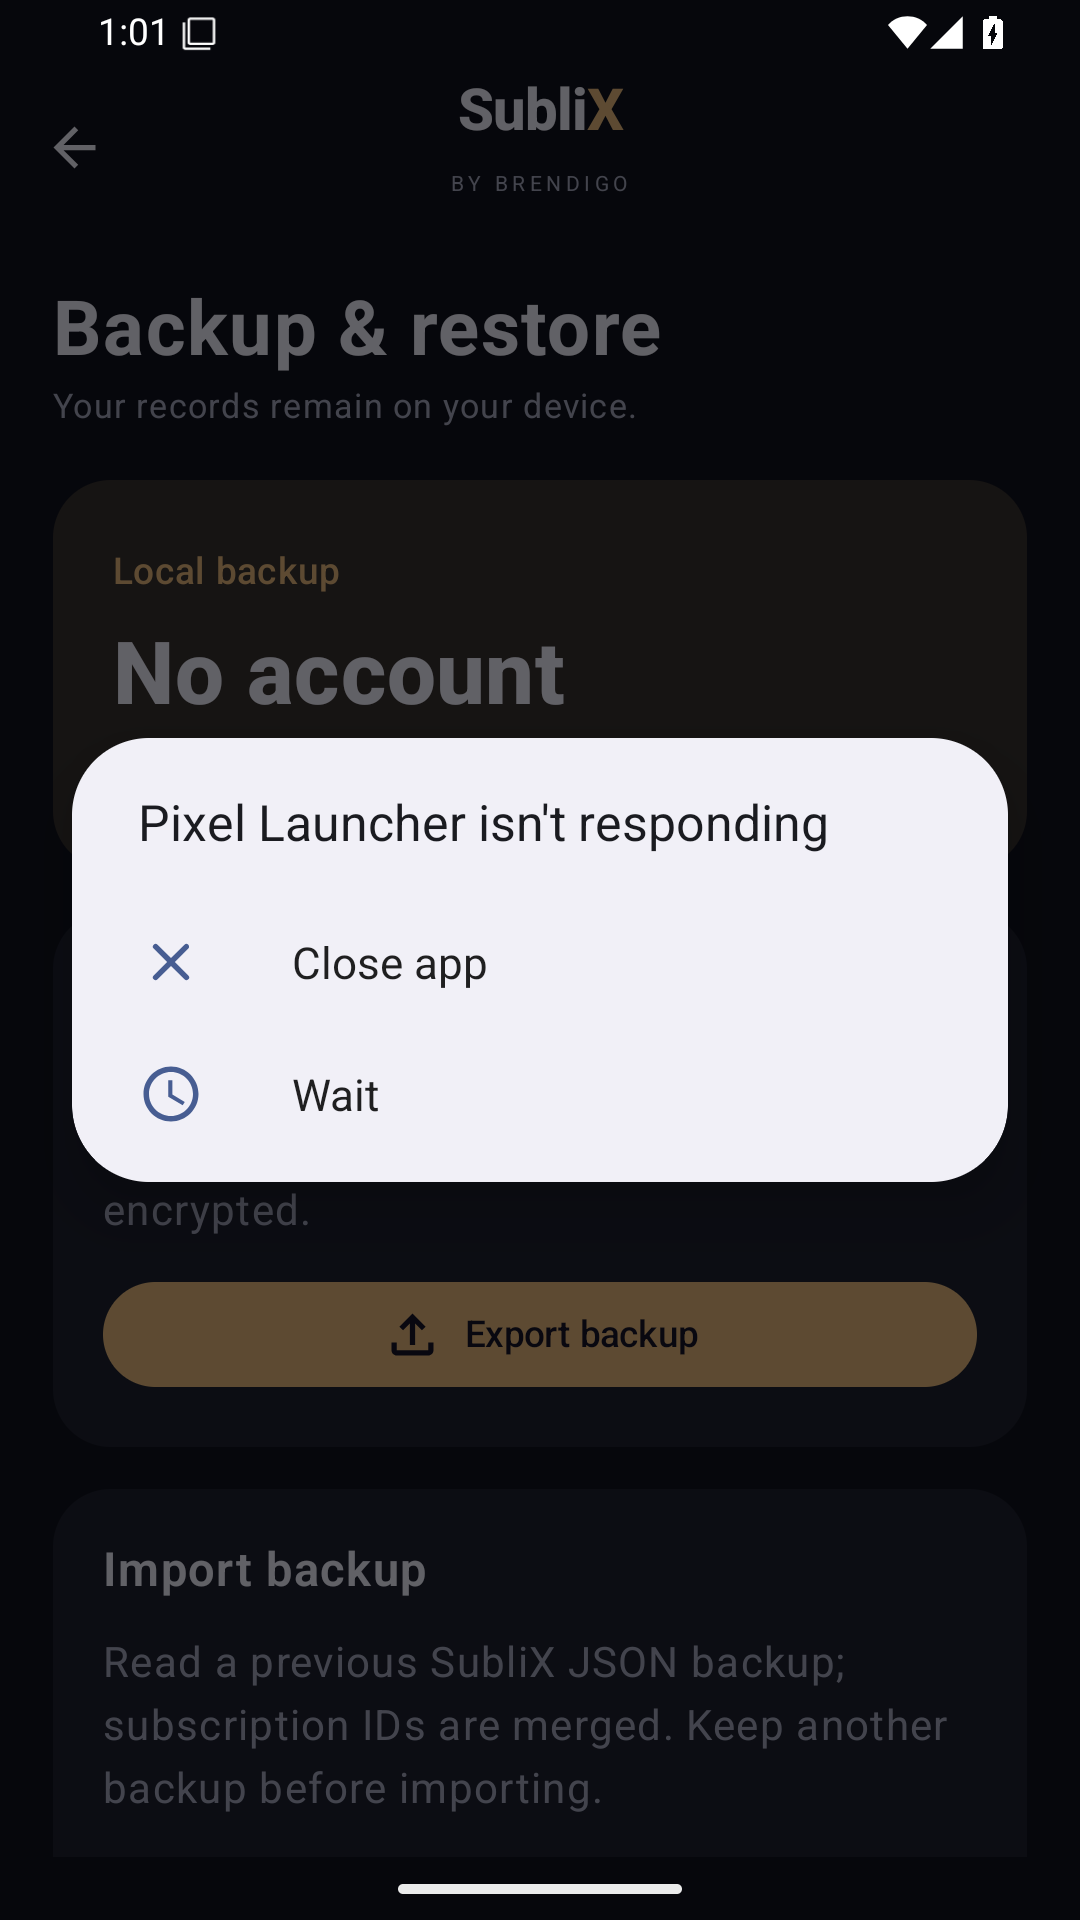 1:01
SubliX
BY BRENDIGO
Backup & restore
Your records remain on your device.
Local backup
No account
Pixel Launcher isn't responding
Close app
Wait
encrypted.
Export backup
Import backup
Read a previous SubliX JSON backup;
subscription IDs are merged. Keep another
backup before importing.